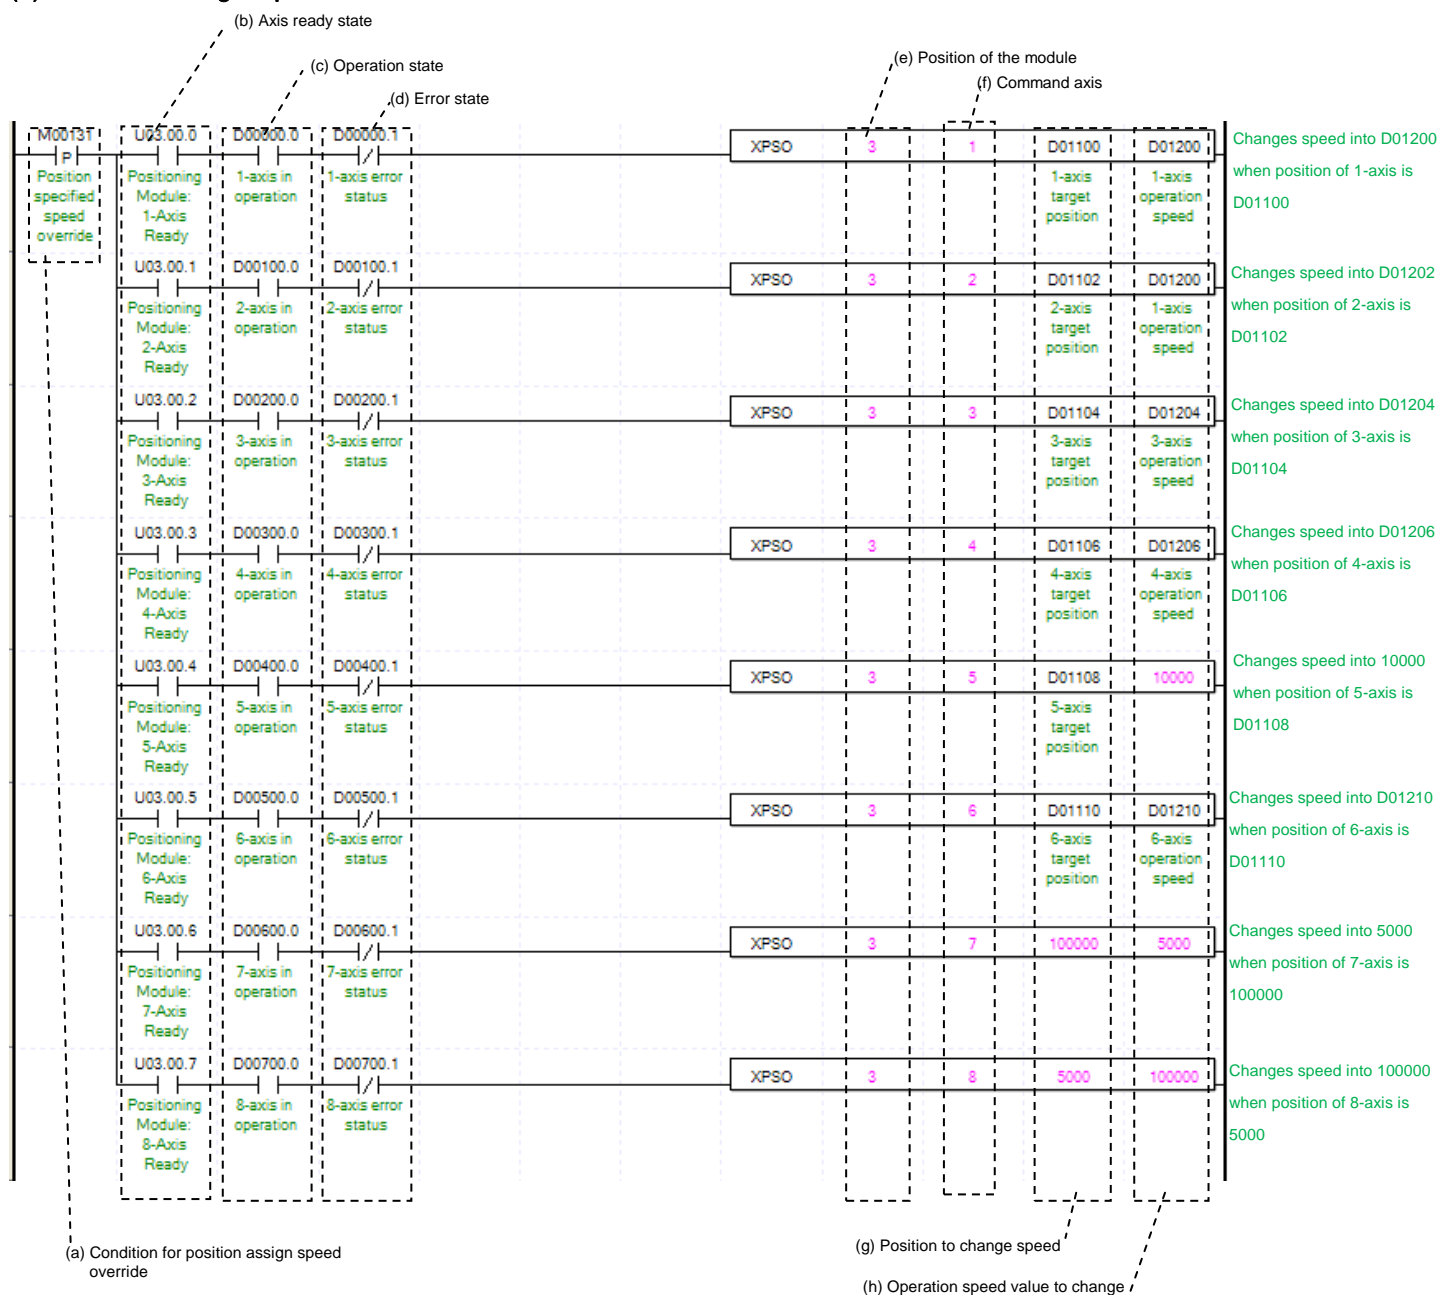 (b) Axis ready state
(c) Operation state
(d) Error state
(e) Position of the module
(f) Command axis
M00131 U03.00.0 D00000.0 D00000.1
P
XPSO 3 1 D01100 D01200
Position specified speed override
Positioning Module: 1-Axis Ready
1-axis in operation
1-axis error status
1-axis target position
1-axis operation speed
Changes speed into D01200
when position of 1-axis is
D01100
U03.00.1 D00100.0 D00100.1
XPSO 3 2 D01102 D01200
Positioning Module: 2-Axis Ready
2-axis in operation
2-axis error status
2-axis target position
1-axis operation speed
Changes speed into D01202
when position of 2-axis is
D01102
U03.00.2 D00200.0 D00200.1
XPSO 3 3 D01104 D01204
Positioning Module: 3-Axis Ready
3-axis in operation
3-axis error status
3-axis target position
3-axis operation speed
Changes speed into D01204
when position of 3-axis is
D01104
U03.00.3 D00300.0 D00300.1
XPSO 3 4 D01106 D01206
Positioning Module: 4-Axis Ready
4-axis in operation
4-axis error status
4-axis target position
4-axis operation speed
Changes speed into D01206
when position of 4-axis is
D01106
U03.00.4 D00400.0 D00400.1
XPSO 3 5 D01108 10000
Positioning Module: 5-Axis Ready
5-axis in operation
5-axis error status
5-axis target position
Changes speed into 10000
when position of 5-axis is
D01108
U03.00.5 D00500.0 D00500.1
XPSO 3 6 D01110 D01210
Positioning Module: 6-Axis Ready
6-axis in operation
6-axis error status
6-axis target position
6-axis operation speed
Changes speed into D01210
when position of 6-axis is
D01110
U03.00.6 D00600.0 D00600.1
XPSO 3 7 100000 5000
Positioning Module: 7-Axis Ready
7-axis in operation
7-axis error status
Changes speed into 5000
when position of 7-axis is
100000
U03.00.7 D00700.0 D00700.1
XPSO 3 8 5000 100000
Positioning Module: 8-Axis Ready
8-axis in operation
8-axis error status
Changes speed into 100000
when position of 8-axis is
5000
(a) Condition for position assign speed
override
(g) Position to change speed
(h) Operation speed value to change